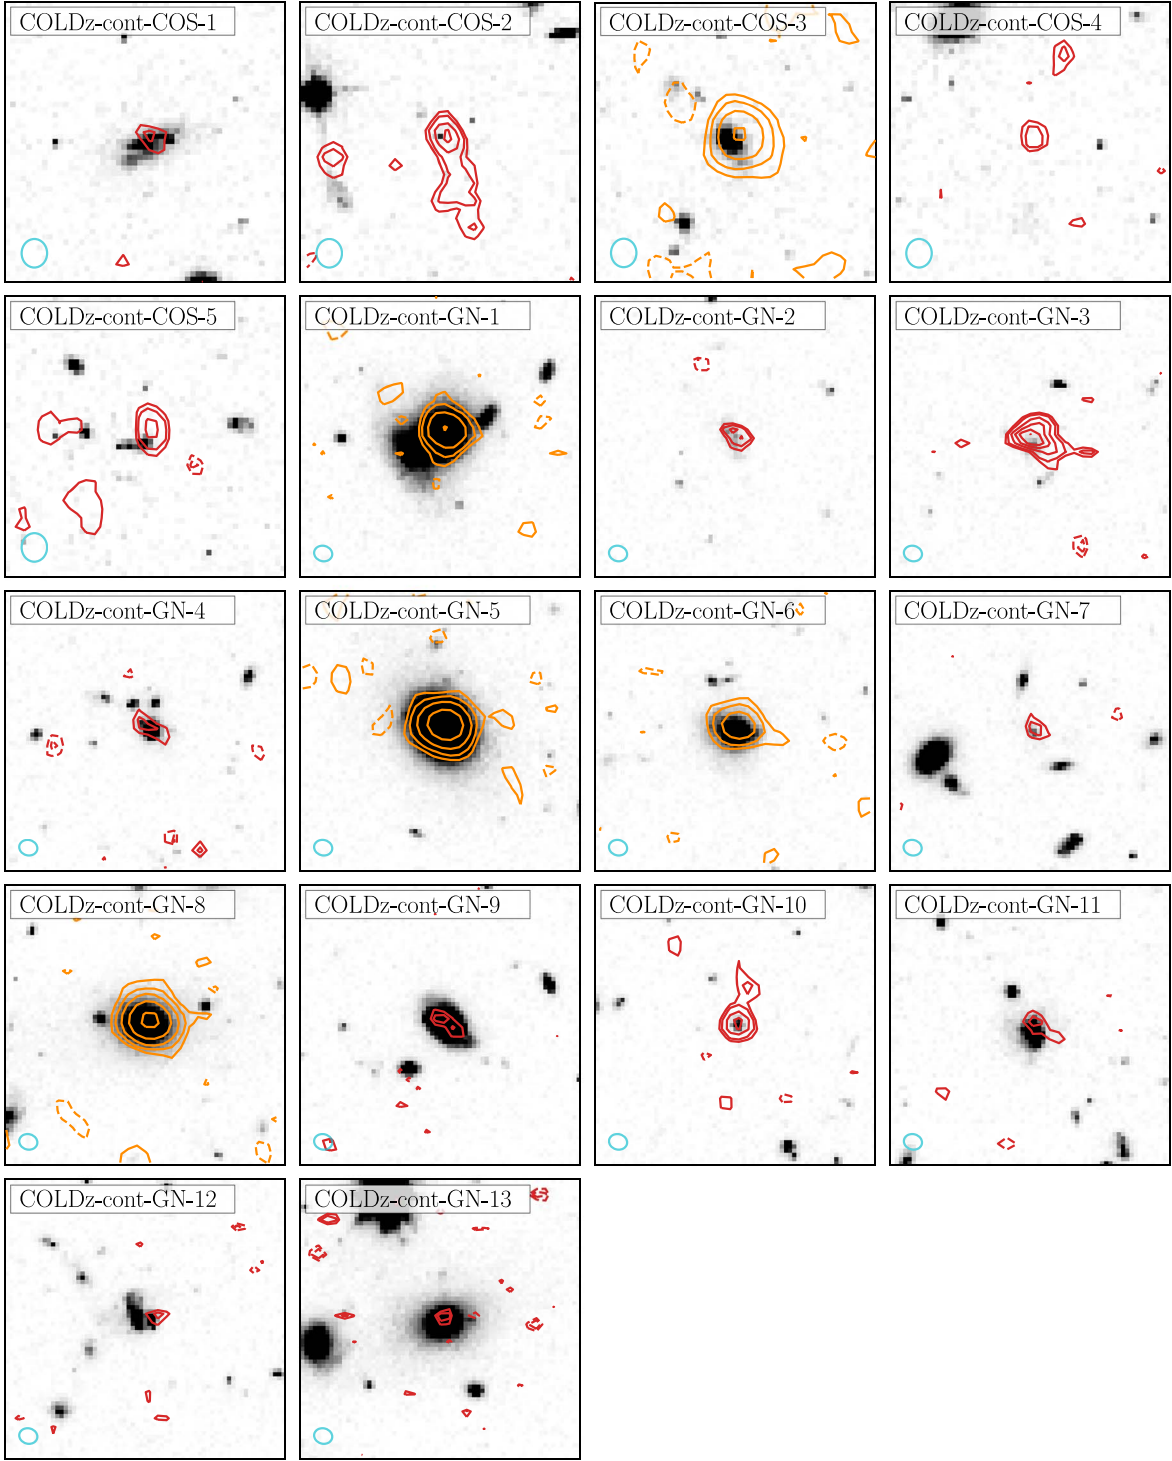 COLDz-cont-COS-1
COLDz-cont-COS-2
COLDz-cont-COS-3
COLDz-cont-COS-4
COLDz-cont-COS-5
COLDz-cont-GN-1
COLDz-cont-GN-2
COLDz-cont-GN-3
COLDz-cont-GN-4
COLDz-cont-GN-5
COLDz-cont-GN-6
COLDz-cont-GN-7
COLDz-cont-GN-8
COLDz-cont-GN-9
COLDz-cont-GN-10
COLDz-cont-GN-11
COLDz-cont-GN-12
COLDz-cont-GN-13